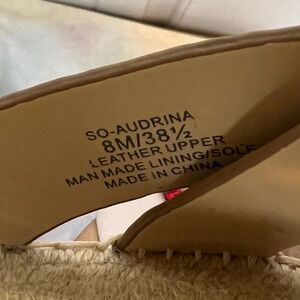 SO-AUDRINA
8M/38½
LEATHER UPPER
MAN MADE LINING/SOLE
MADE IN CHINA